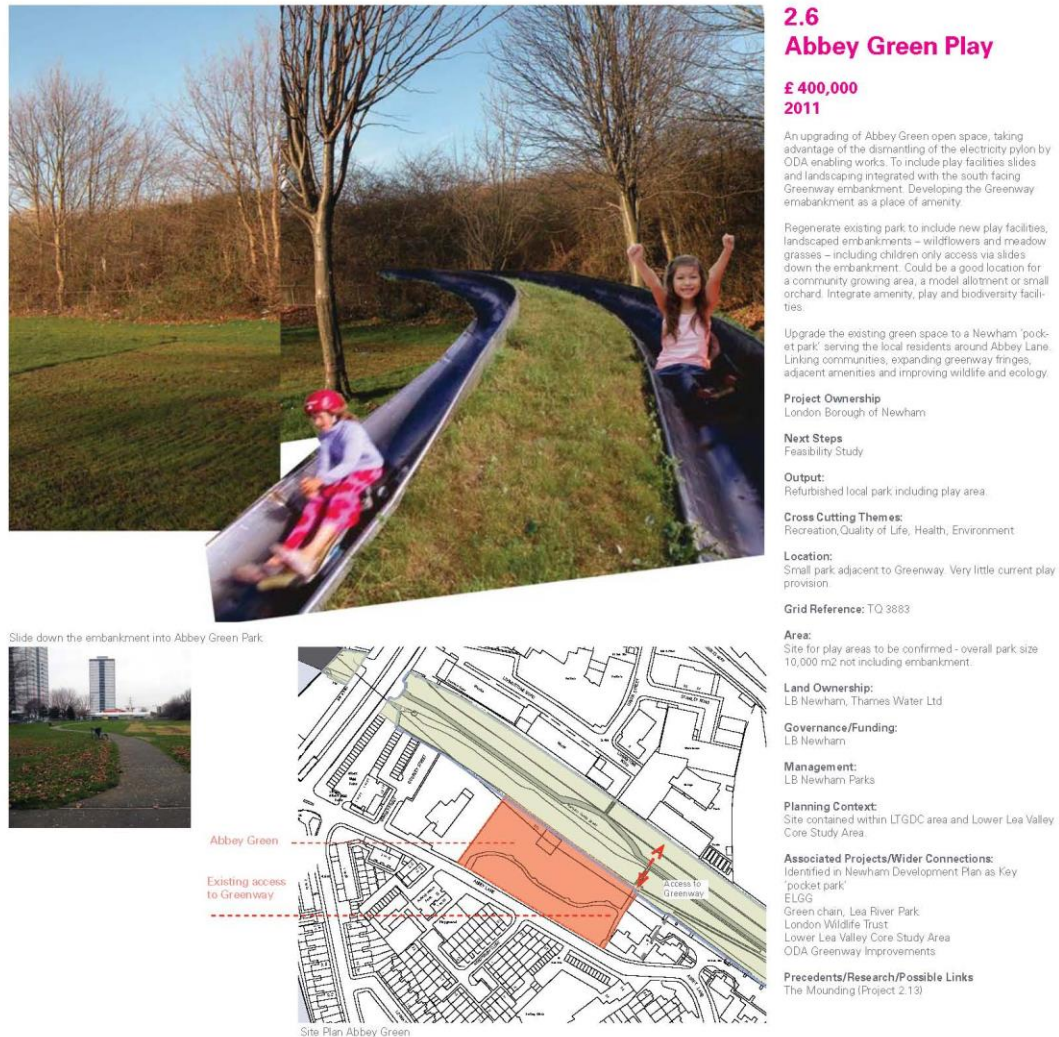 2.6
Abbey Green Play
£ 400,000
2011
An upgrading of Abbey Green open space, taking
advantage of the dismantling of the electricity pylon by
ODA enabling works. To include play facilities slides
and landscaping integrated with the south facing
Greenway embankment. Developing the Greenway
emabankment as a place of amenity.
Regenerate existing park to include new play facilities,
landscaped embankments – wildflowers and meadow
grasses – including children only access via slides
down the embankment. Could be a good location for
a community growing area, a model allotment or small
orchard. Integrate amenity, play and biodiversity facili-
ties.
Upgrade the existing green space to a Newham 'pock-
et park' serving the local residents around Abbey Lane.
Linking communities, expanding greenway fringes,
adjacent amenities and improving wildlife and ecology.
Project Ownership
London Borough of Newham
Next Steps
Feasibility Study
Output:
Refurbished local park including play area.
Cross Cutting Themes:
Recreation,Quality of Life, Health, Environment
Location:
Small park adjacent to Greenway. Very little current play
provision
Grid Reference: TQ 3883
Area:
Site for play areas to be confirmed - overall park size
10,000 m2 not including embankment.
Land Ownership:
LB Newham, Thames Water Ltd
Governance/Funding:
LB Newham
Management:
LB Newham Parks
Planning Context:
Site contained within LTGDC area and Lower Lea Valley
Core Study Area.
Associated Projects/Wider Connections:
Identified in Newham Development Plan as Key
'pocket park'
ELGG
Green chain, Lea River Park
London Wildlife Trust
Lower Lea Valley Core Study Area
ODA Greenway Improvements
Precedents/Research/Possible Links
The Mounding (Project 2.13)
Slide down the embankment into Abbey Green Park
Abbey Green
Existing access
to Greenway
Access to
Greenway
ABBEY LANE
ABBEY LANE
Playground
Site Plan Abbey Green